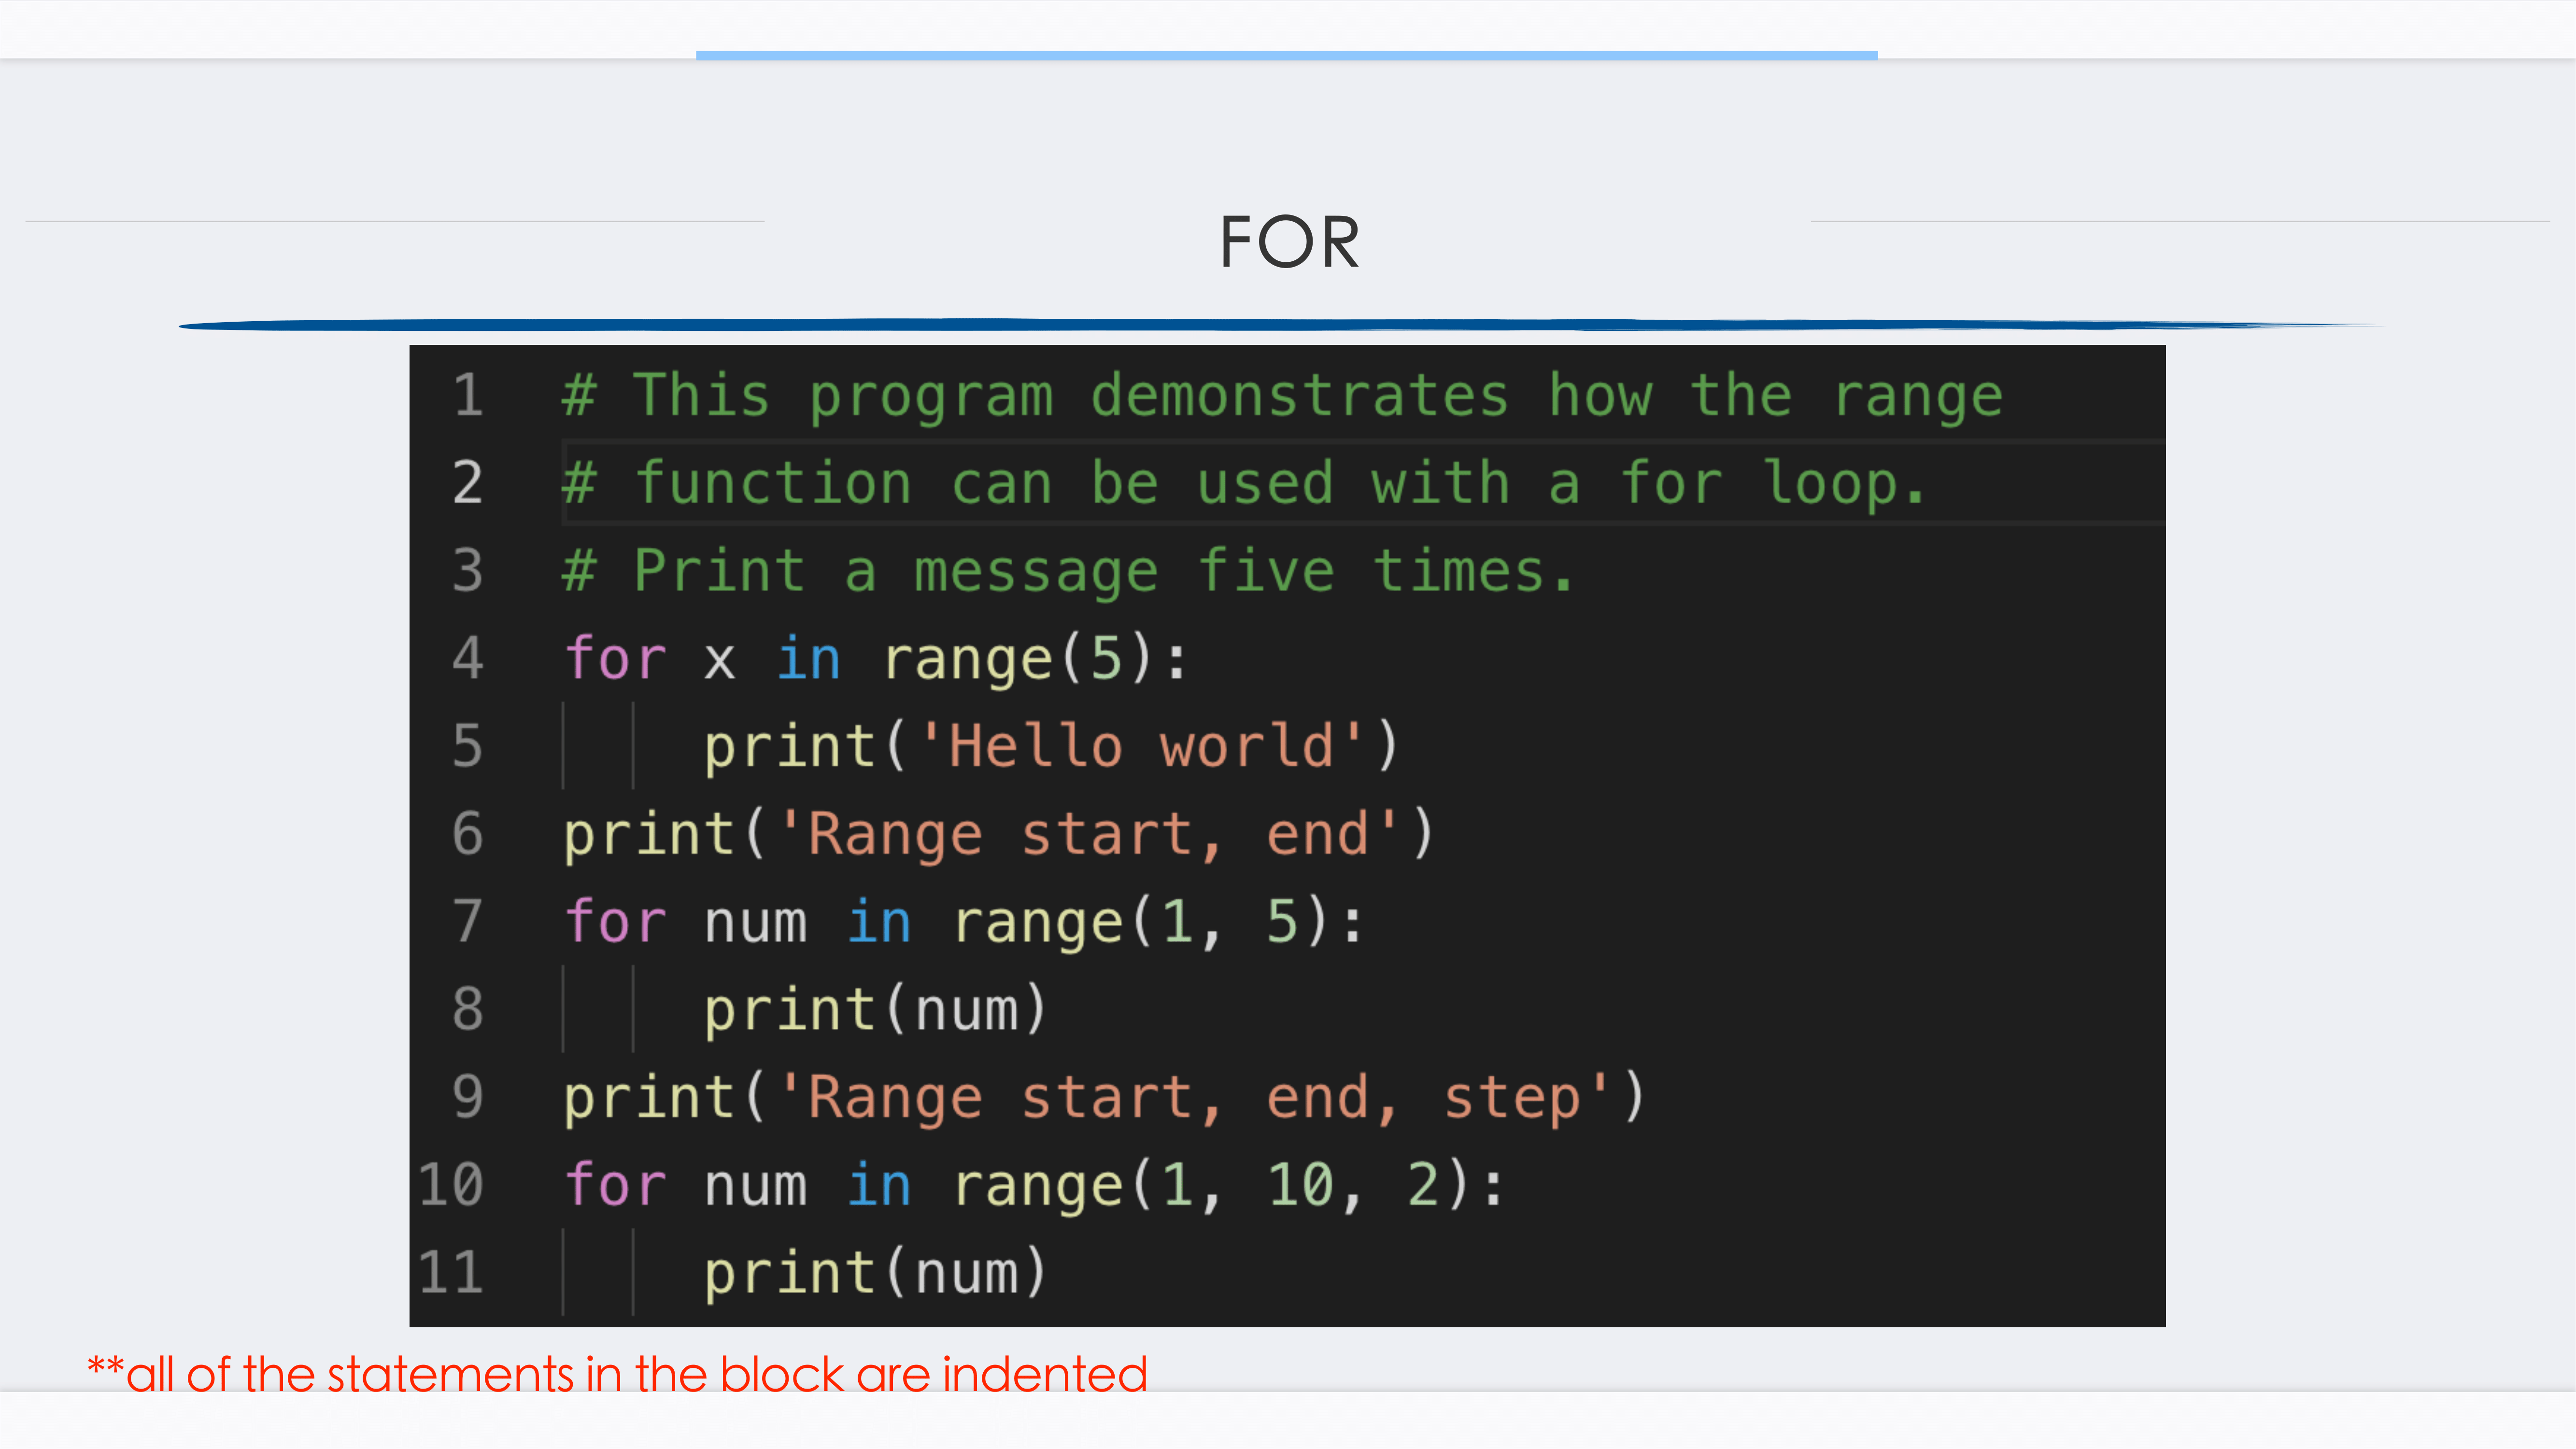 FOR
1 # This program demonstrates how the range
2 # function can be used with a for loop.
3 # Print a message five times.
4 for x in range(5):
5     print('Hello world')
6 print('Range start, end')
7 for num in range(1, 5):
8     print(num)
9 print('Range start, end, step')
10 for num in range(1, 10, 2):
11     print(num)
**all of the statements in the block are indented